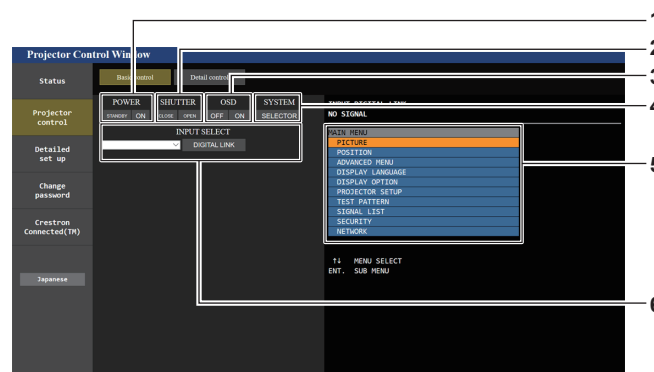 1
Projector Control Window
2
Status
Basic control
Detail control
3
POWER
SHUTTER
OSD
SYSTEM
4
STANDBY
ON
CLOSE
OPEN
OFF
ON
SELECTOR
INPUT DIGITAL LINK
NO SIGNAL
Projector
control
INPUT SELECT
DIGITAL LINK
MAIN MENU
PICTURE
POSITION
ADVANCED MENU
DISPLAY LANGUAGE
DISPLAY OPTION
PROJECTOR SETUP
TEST PATTERN
SIGNAL LIST
SECURITY
NETWORK
5
Detailed
set up
Change
password
Crestron
Connected(TM)
↑↓ MENU SELECT
ENT. SUB MENU
Japanese
6